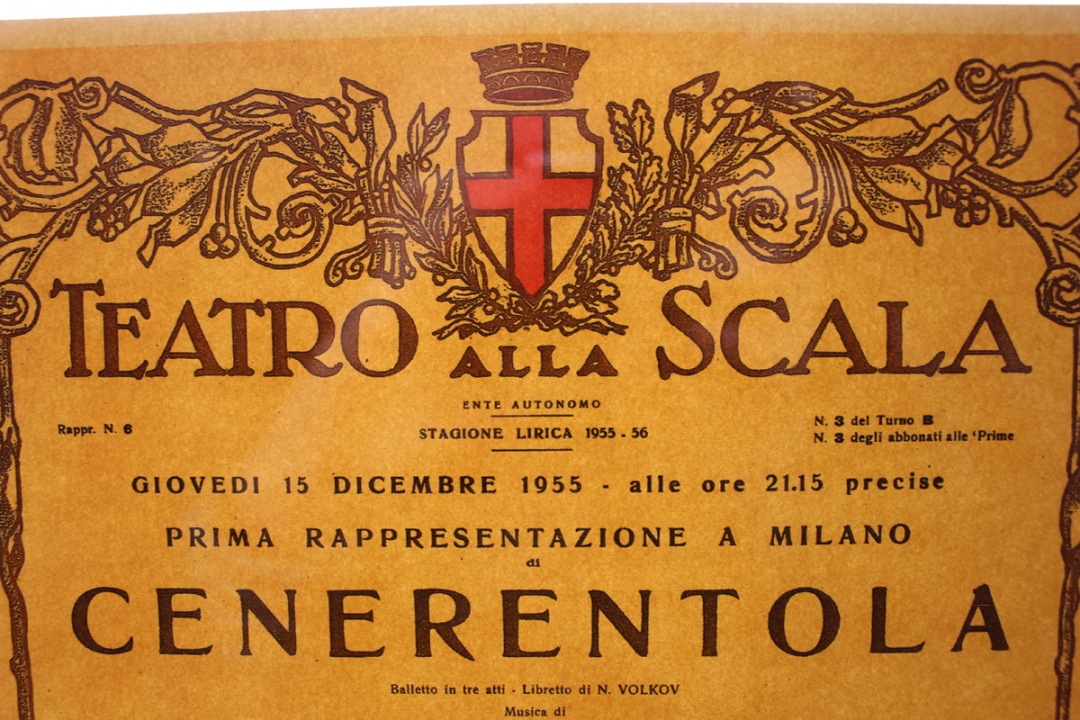 TEATRO ALLA SCALA
ENTE AUTONOMO
Rappr. N. 6
STAGIONE LIRICA 1955-56
N. 3 del Turno B
N. 3 degli abbonati alle 'Prime
GIOVEDI 15 DICEMBRE 1955 - alle ore 21.15 precise
PRIMA RAPPRESENTAZIONE A MILANO
di
CENERENTOLA
Balletto in tre atti - Libretto di N. VOLKOV
Musica di